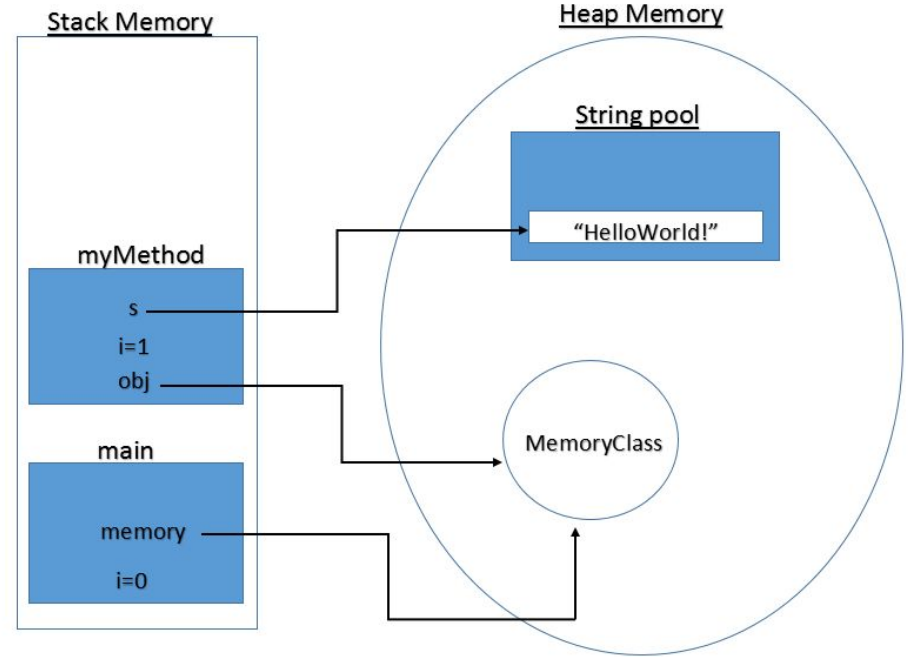 Stack Memory
Heap Memory
String pool
“HelloWorld!”
myMethod
s
i=1
obj
MemoryClass
main
memory
i=0